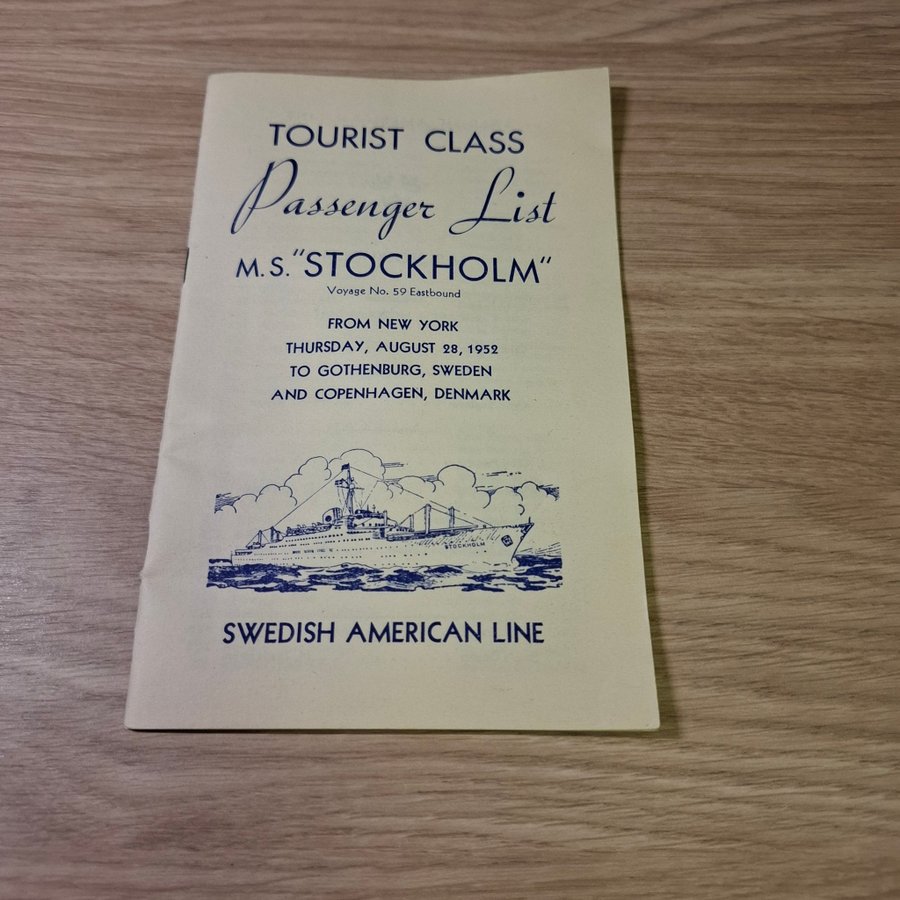 TOURIST CLASS
Passenger List
M.S. "STOCKHOLM"
Voyage No. 59 Eastbound
FROM NEW YORK
THURSDAY, AUGUST 28, 1952
TO GOTHENBURG, SWEDEN
AND COPENHAGEN, DENMARK
STOCKHOLM
SWEDISH AMERICAN LINE